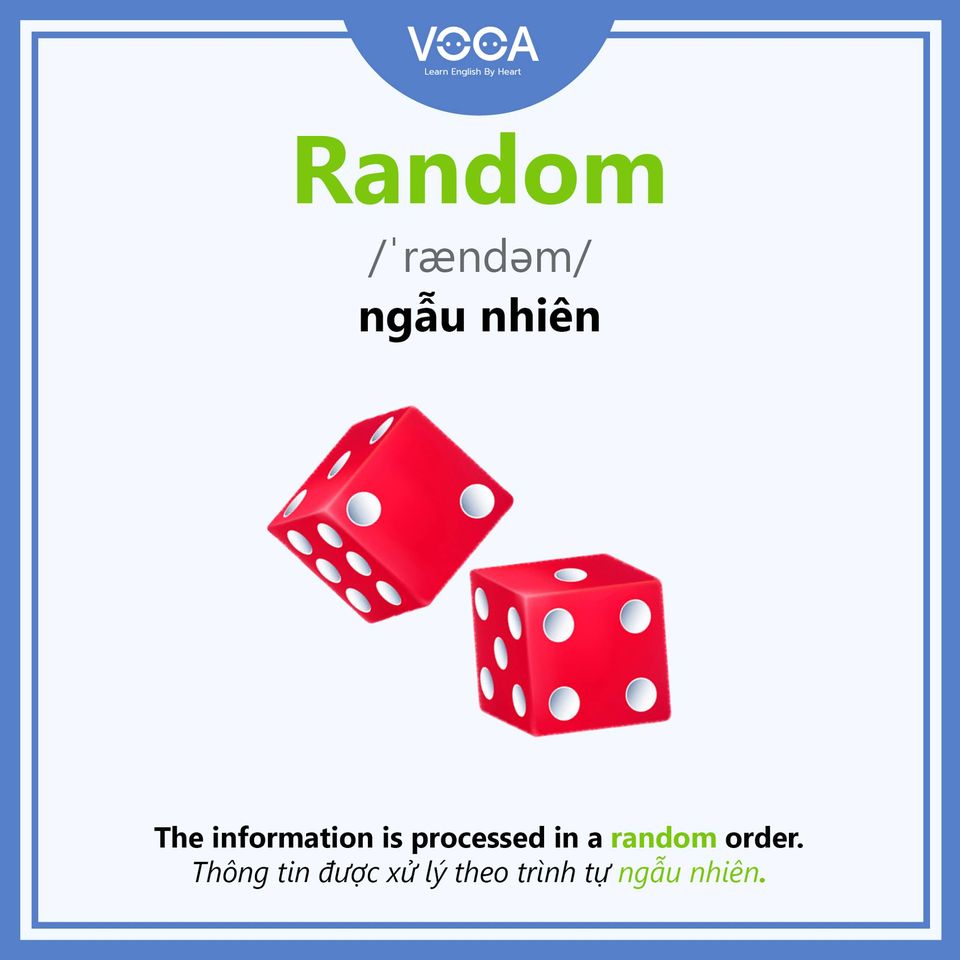 VOCA
Learn English By Heart
Random
/ˈrændəm/
ngẫu nhiên
The information is processed in a random order.
Thông tin được xử lý theo trình tự ngẫu nhiên.